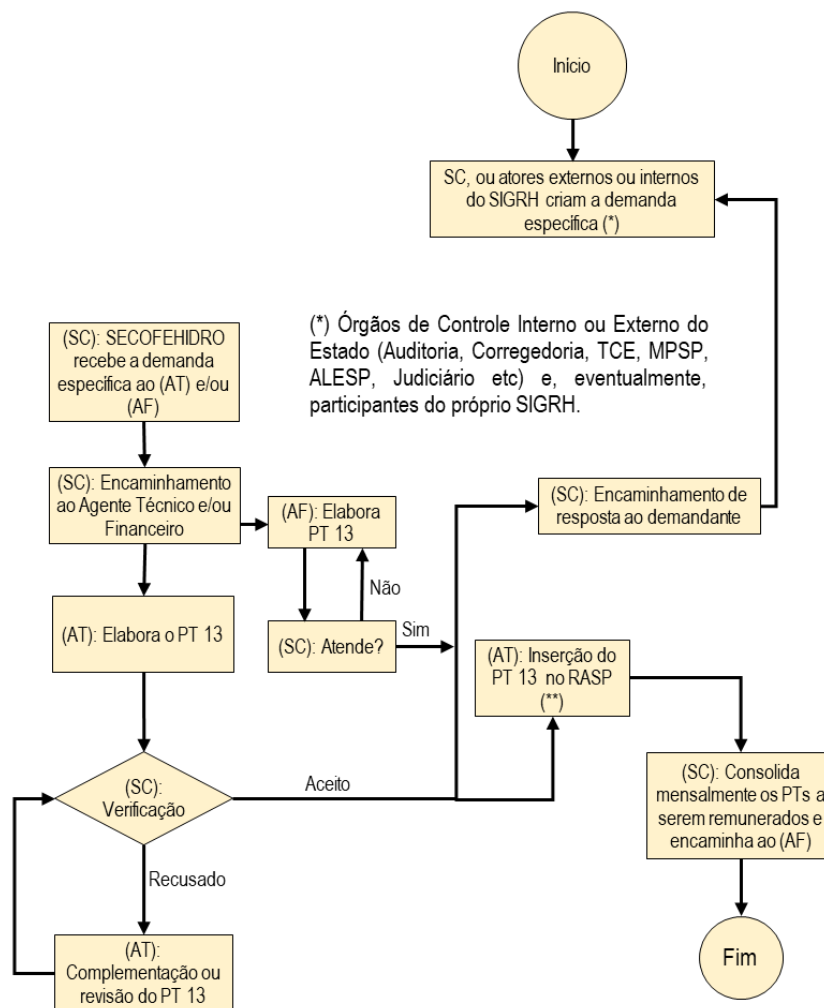 Início
SC, ou atores externos ou internos
do SIGRH criam a demanda
específica (*)
(*) Órgãos de Controle Interno ou Externo do
Estado (Auditoria, Corregedoria, TCE, MPSP,
ALESP, Judiciário etc) e, eventualmente,
participantes do próprio SIGRH.
(SC): SECOFEHIDRO
recebe a demanda
específica ao (AT) e/ou
(AF)
(SC): Encaminhamento
ao Agente Técnico e/ou
Financeiro
(AF): Elabora
PT 13
(SC): Encaminhamento de
resposta ao demandante
Não
(AT): Elabora o PT 13
(SC): Atende?
Sim
(AT): Inserção do
PT 13 no RASP
(**)
(SC):
Verificação
Aceito
(SC): Consolida
mensalmente os PTs a
serem remunerados e
encaminha ao (AF)
Recusado
(AT):
Complementação ou
revisão do PT 13
Fim